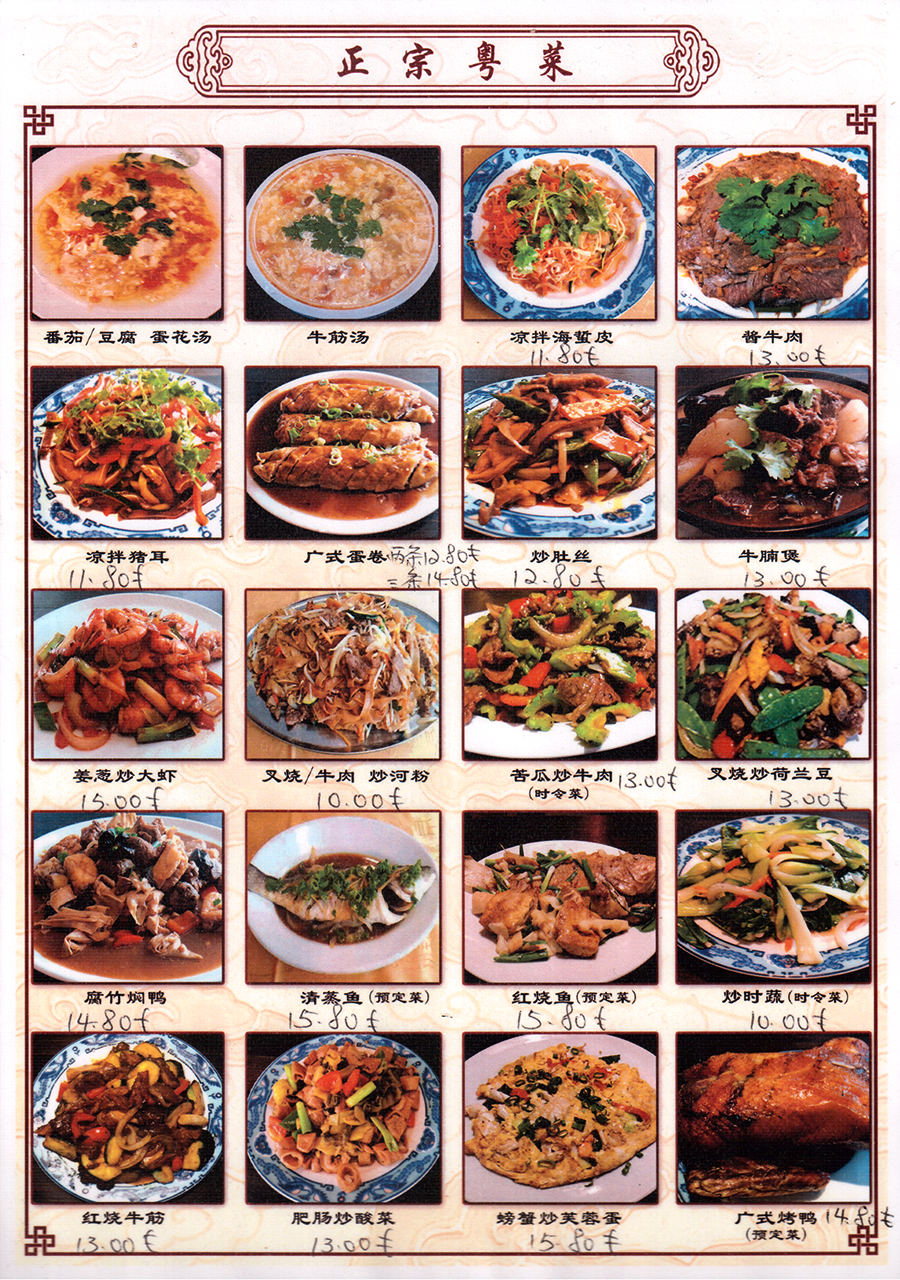 正宗粤菜
番茄/豆腐 蛋花汤
牛筋汤
凉拌海蜇皮
11.80€
酱牛肉
13.00€
凉拌猪耳
11.80€
广式蛋卷 两条12.80€
三条14.80€
炒肚丝
12.80€
牛腩煲
13.00€
姜葱炒大虾
15.00€
叉烧/牛肉 炒河粉
10.00€
苦瓜炒牛肉 13.00€
(时令菜)
叉烧炒荷兰豆
13.00€
腐竹焖鸭
14.80€
清蒸鱼(预定菜)
15.80€
红烧鱼(预定菜)
15.80€
炒时蔬(时令菜)
10.00€
红烧牛筋
13.00€
肥肠炒酸菜
13.00€
螃蟹炒芙蓉蛋
15.80€
广式烤鸭 14.80€
(预定菜)